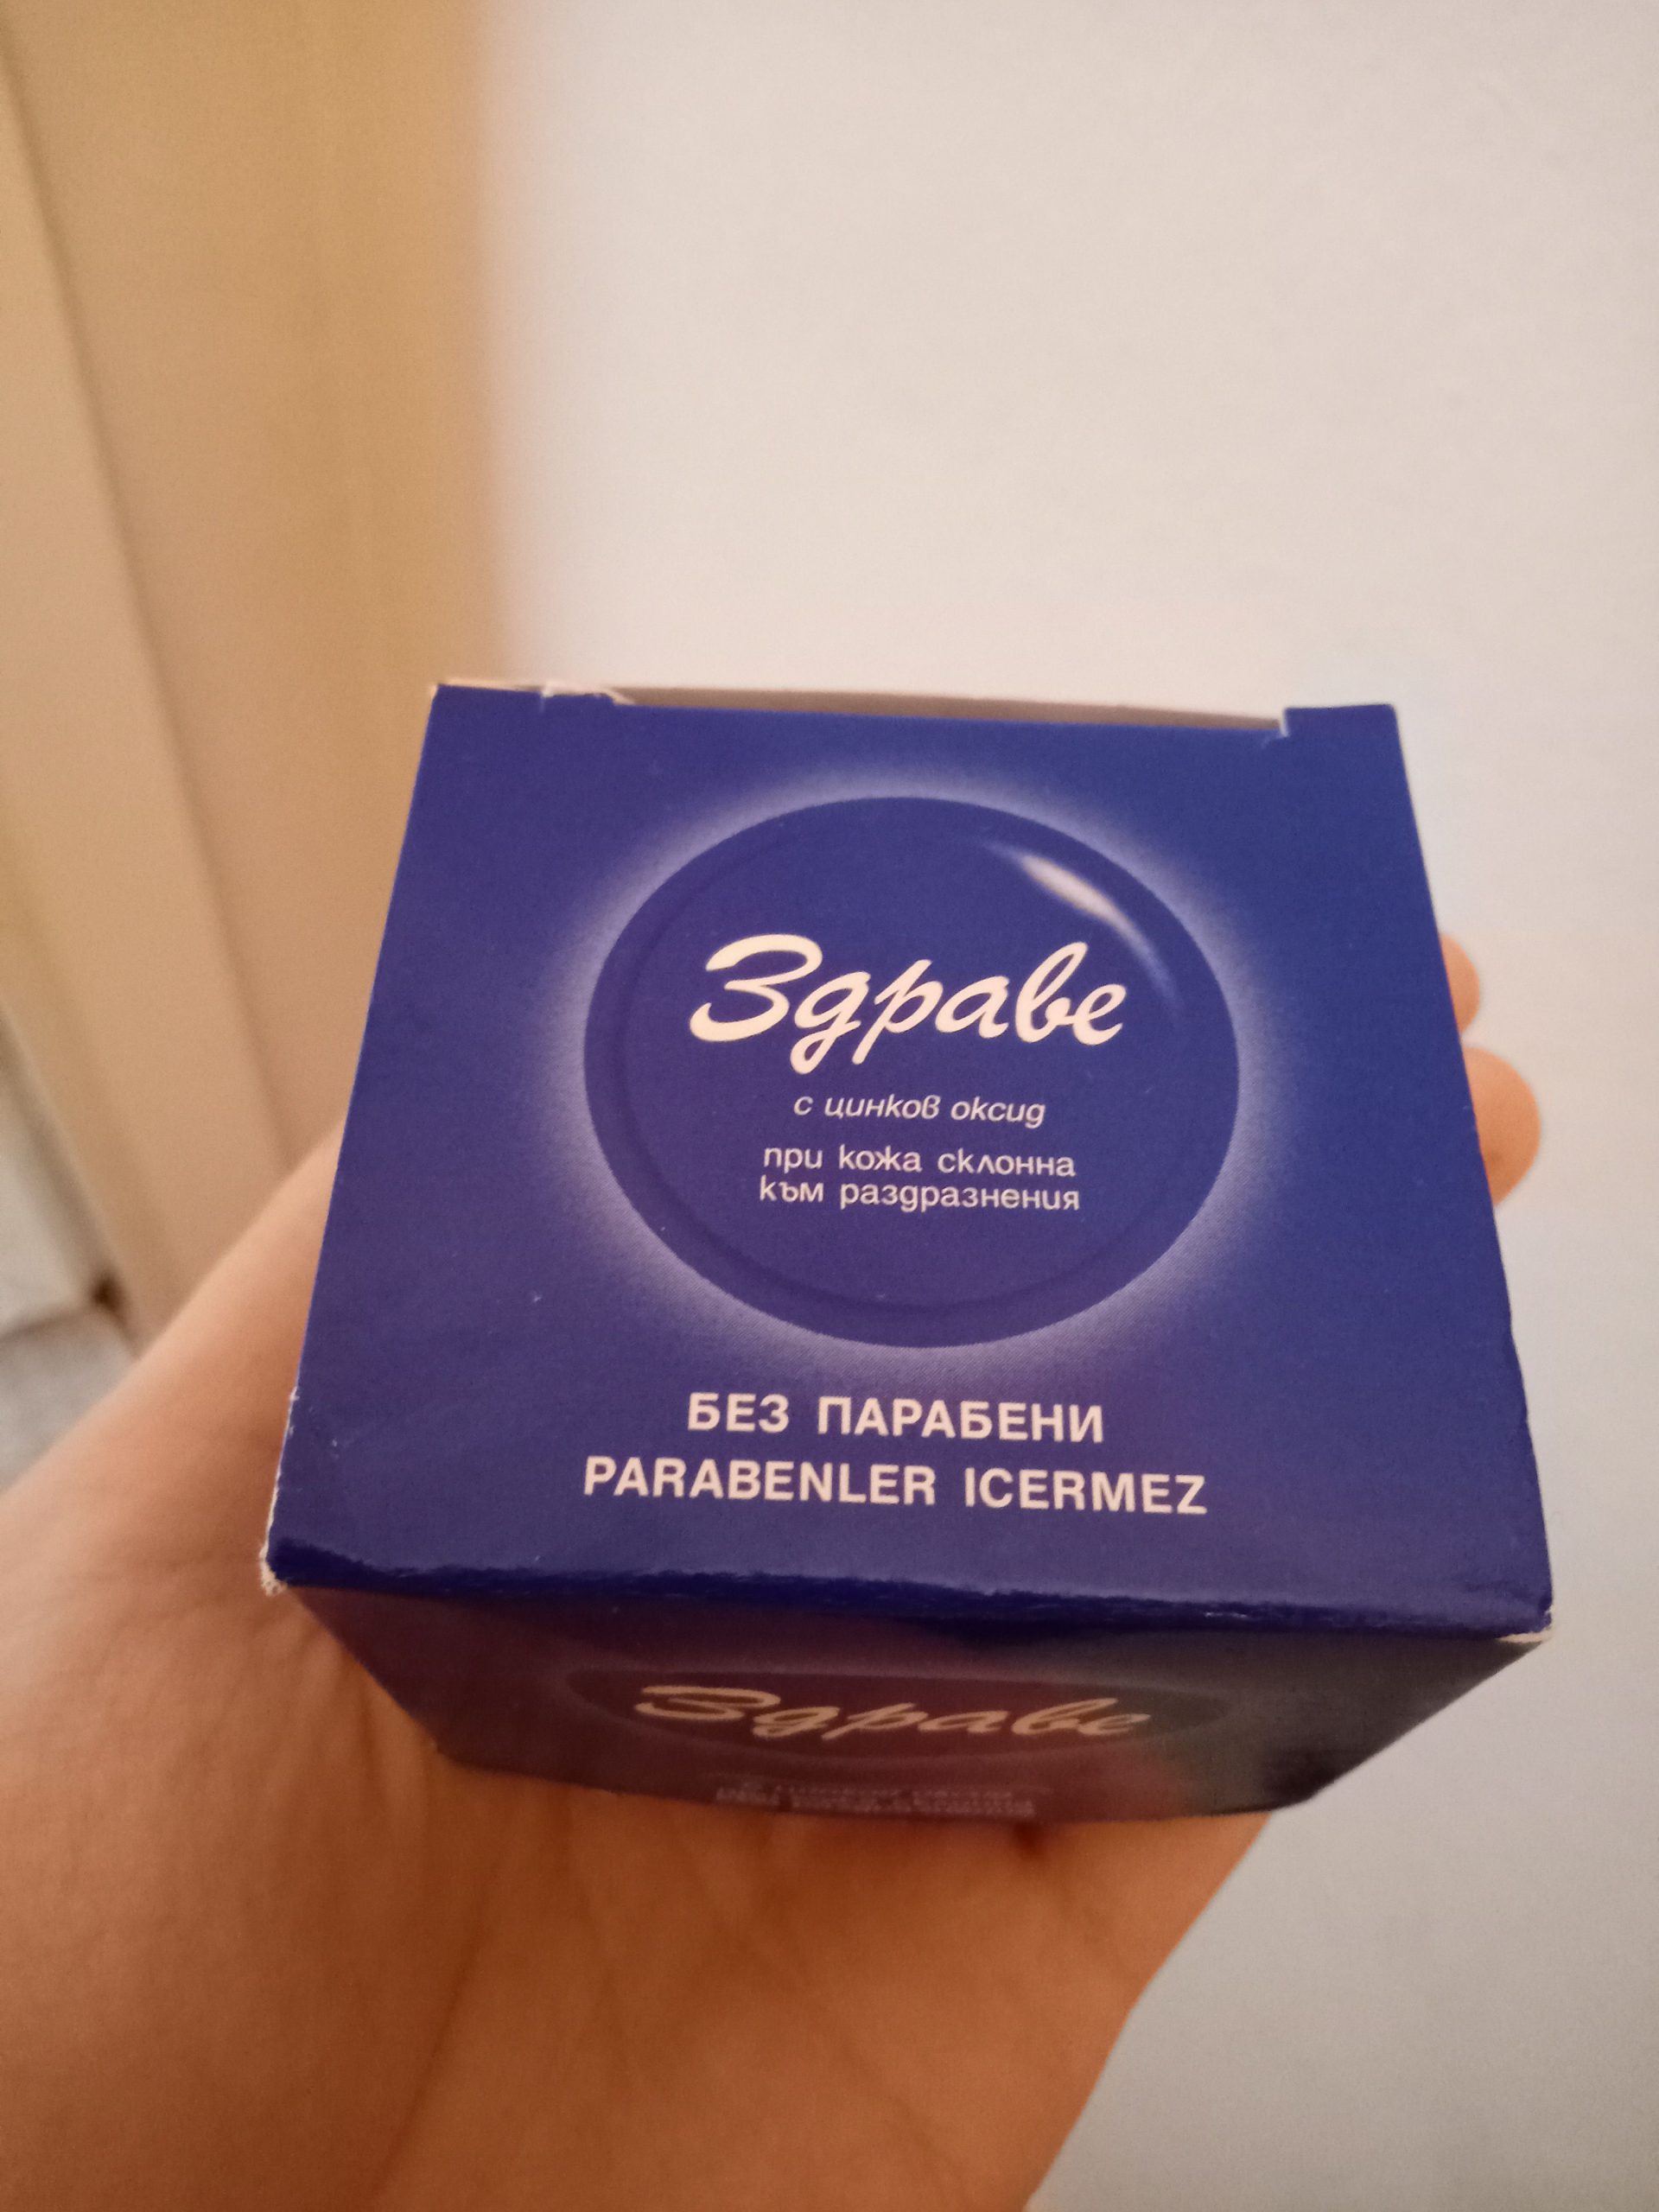 Здраве
с цинков оксид
при кожа склонна
към раздразнения
БЕЗ ПАРАБЕНИ
PARABENLER ICERMEZ
Здраве